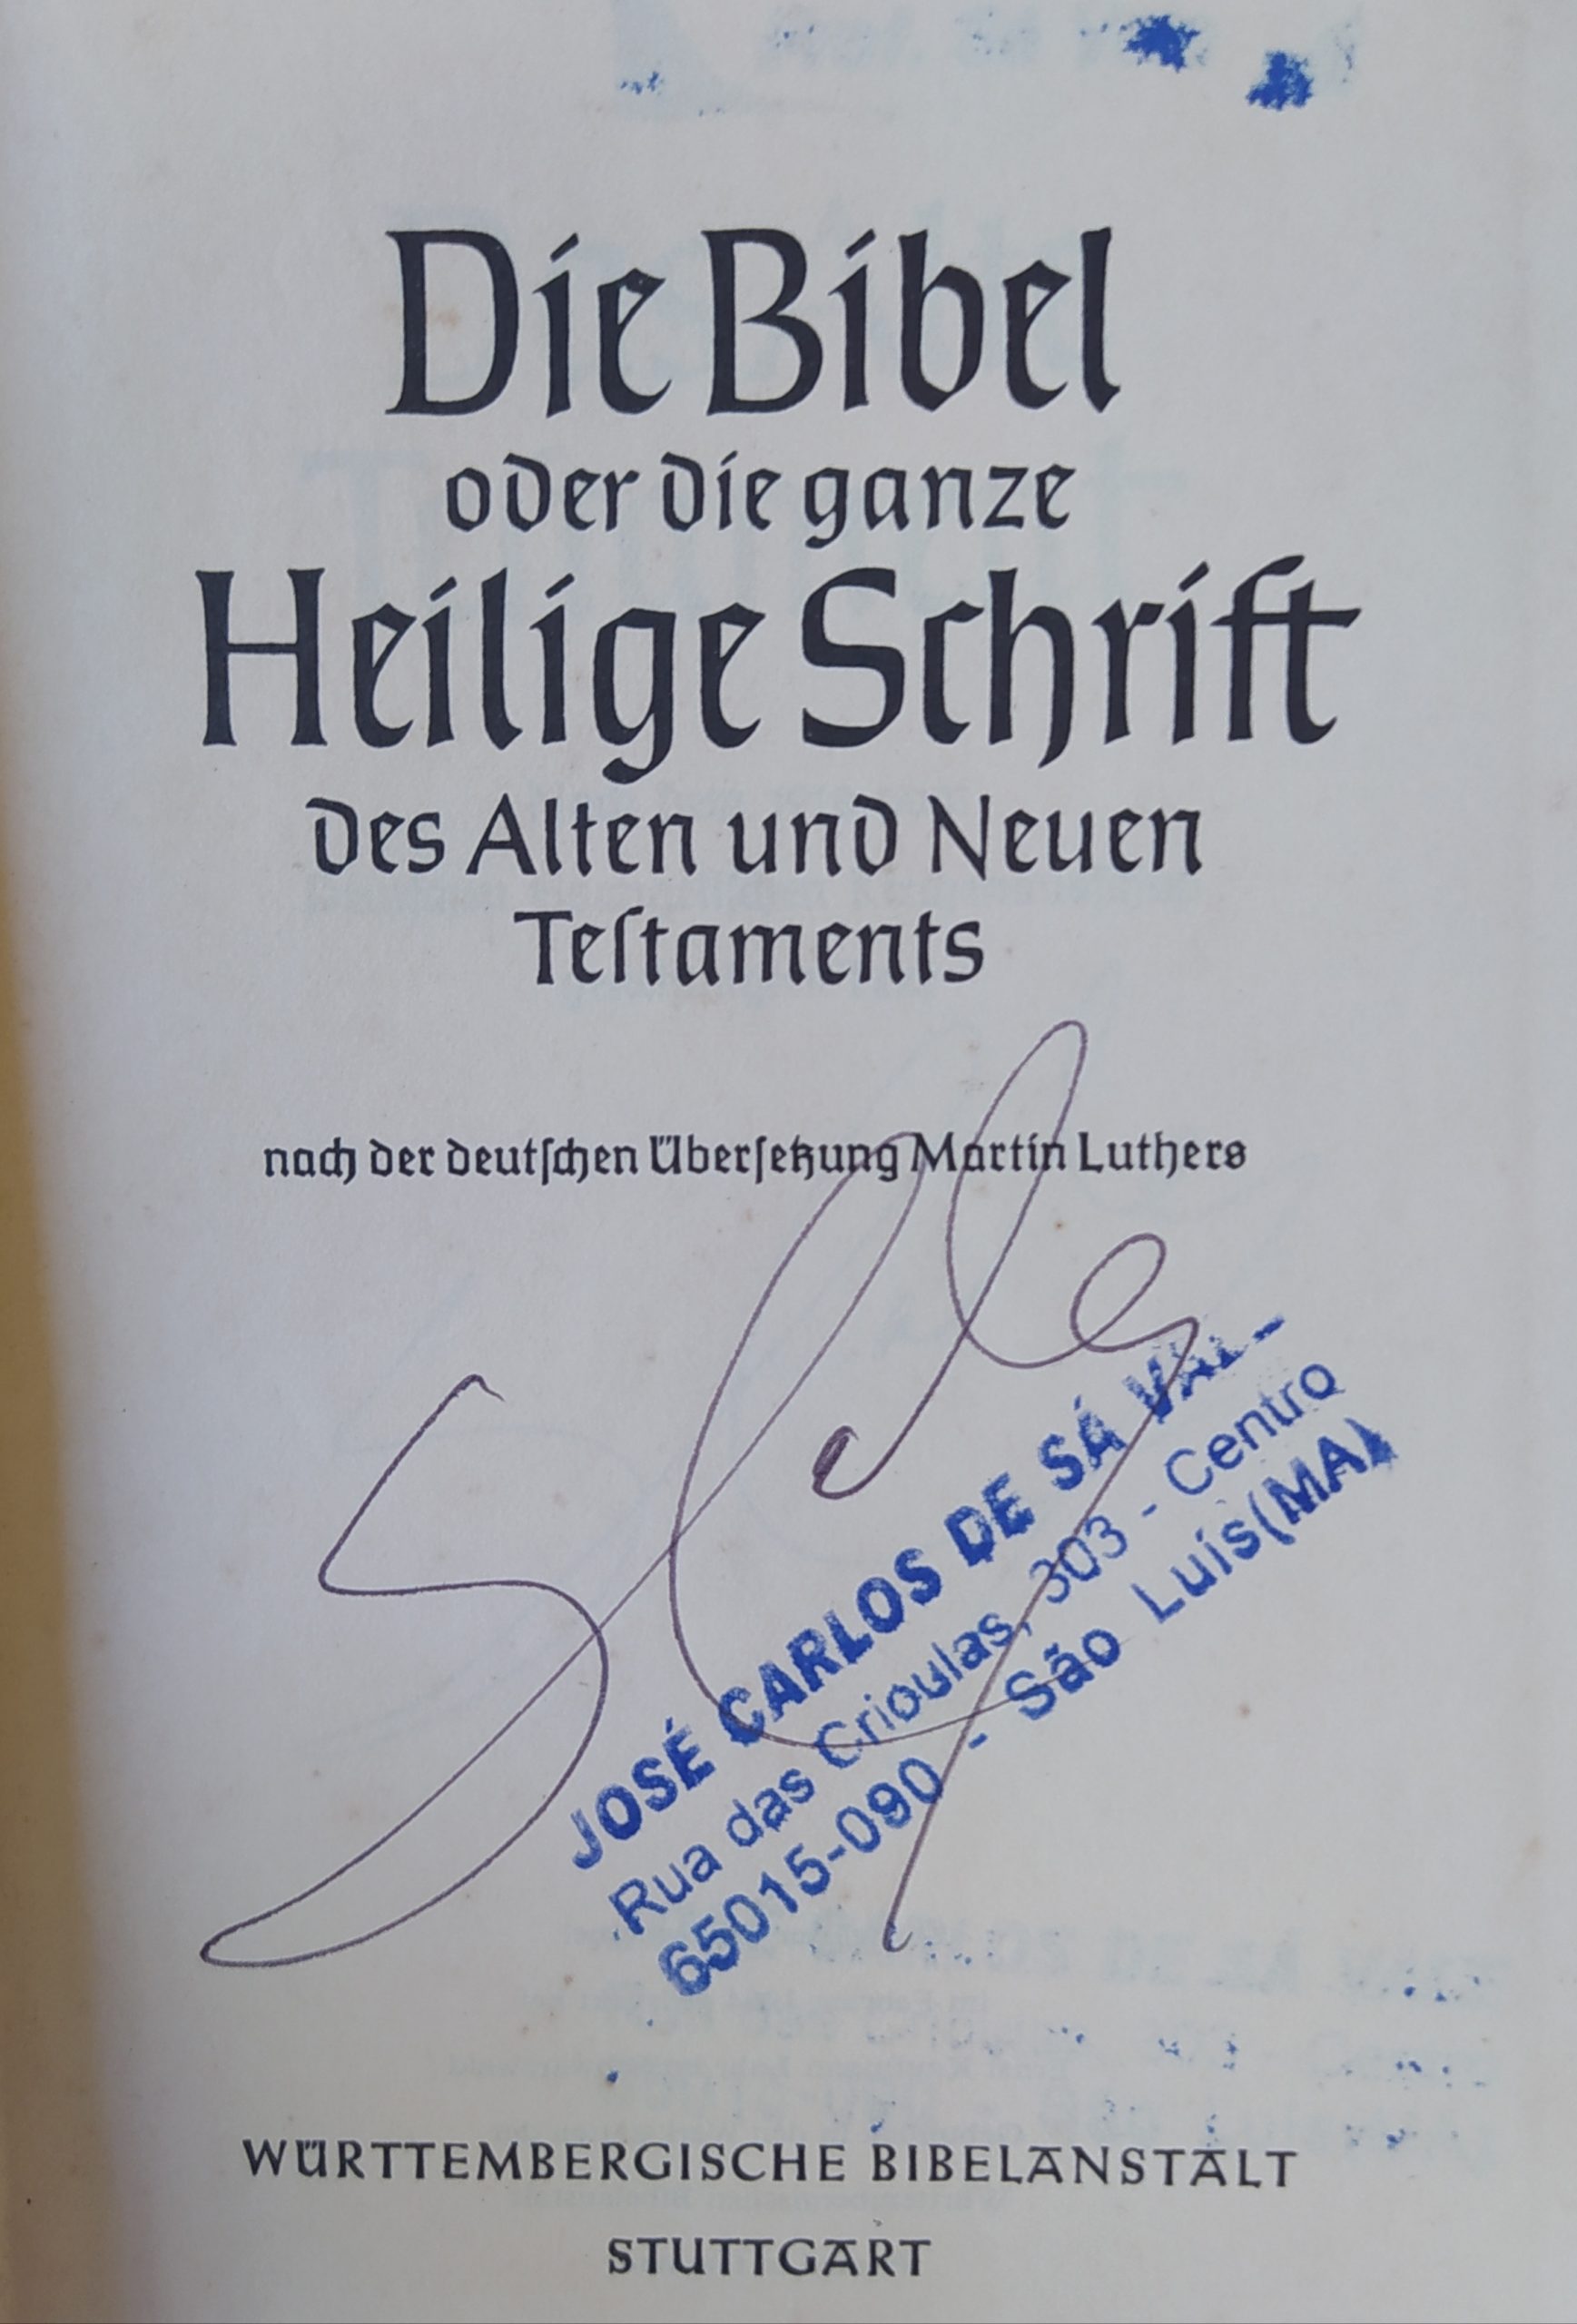 Die Bibel
oder die ganze
Heilige Schrift
des Alten und Neuen
Teſtaments
nach der deutſchen Überſetzung Martin Luthers
JOSÉ CARLOS DE SÁ
Rua das Crioulas, 303 - Centro
65015-090 - São Luís(MA)
WÜRTTEMBERGISCHE BIBELANSTALT
STUTTGART